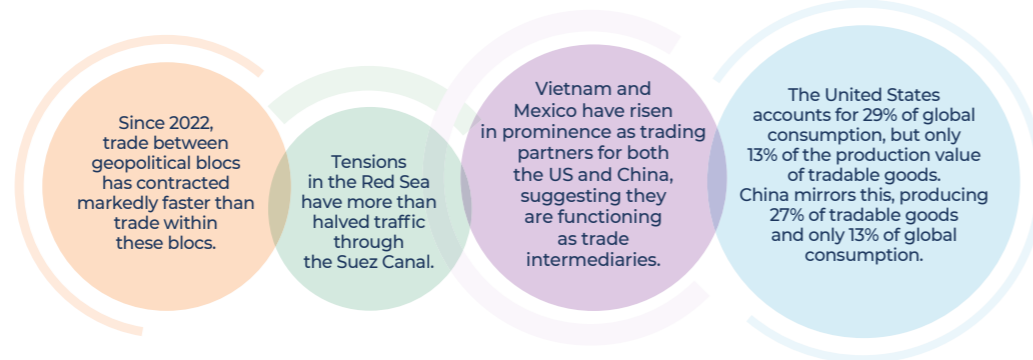 Since 2022,
trade between
geopolitical blocs
has contracted
markedly faster than
trade within
these blocs.
Tensions
in the Red Sea
have more than
halved traffic
through
the Suez Canal.
Vietnam and
Mexico have risen
in prominence as trading
partners for both
the US and China,
suggesting they
are functioning
as trade
intermediaries.
The United States
accounts for 29% of global
consumption, but only
13% of the production value
of tradable goods.
China mirrors this, producing
27% of tradable goods
and only 13% of global
consumption.